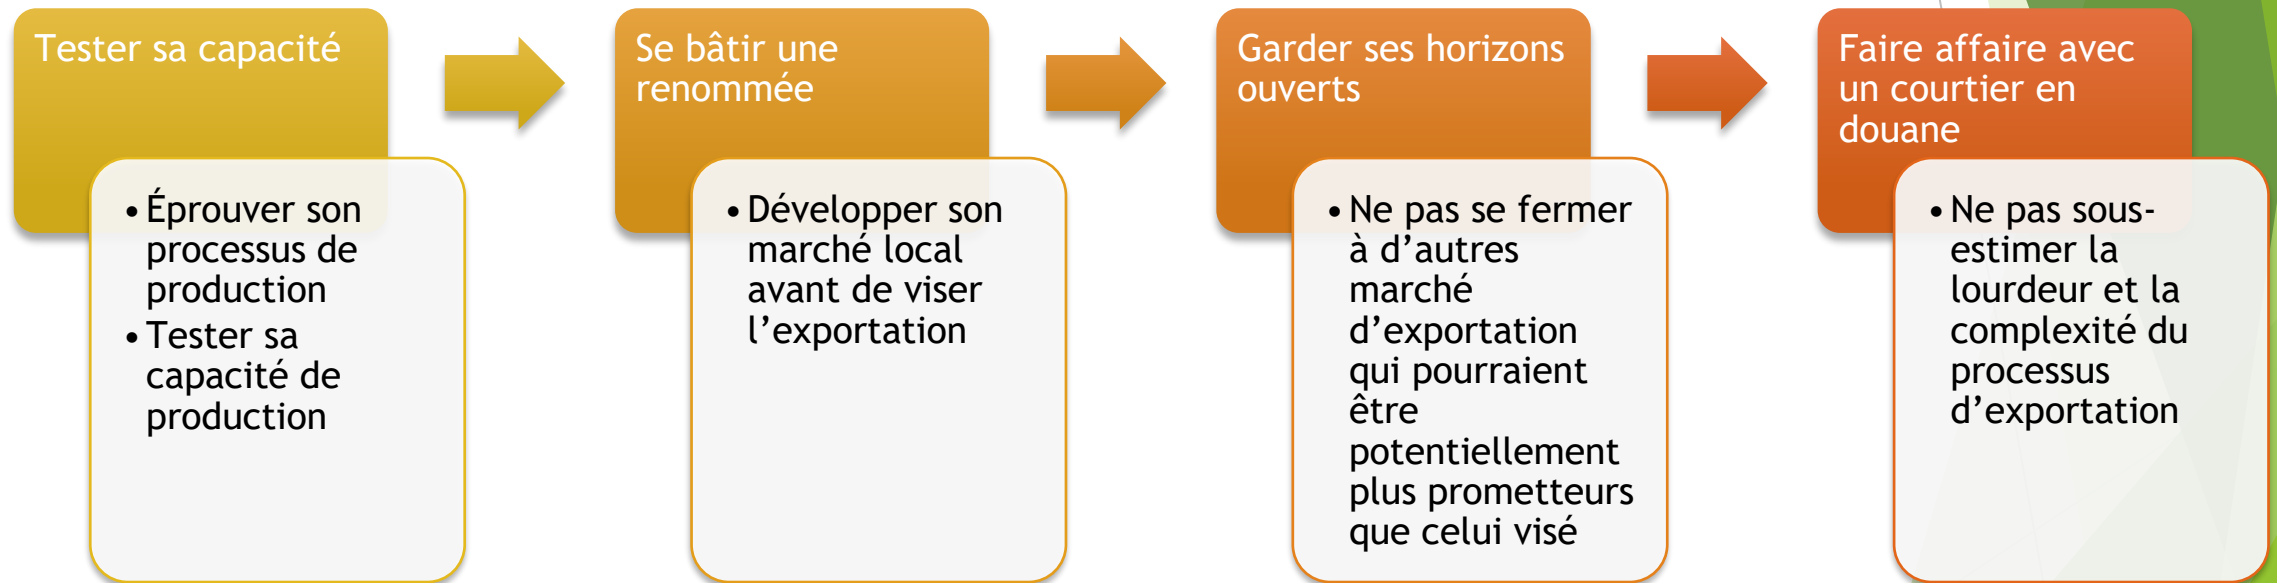 Tester sa capacité
• Éprouver son
processus de
production
• Tester sa
capacité de
production
Se bâtir une
renommée
• Développer son
marché local
avant de viser
l’exportation
Garder ses horizons
ouverts
• Ne pas se fermer
à d’autres
marché
d’exportation
qui pourraient
être
potentiellement
plus prometteurs
que celui visé
Faire affaire avec
un courtier en
douane
• Ne pas sous-
estimer la
lourdeur et la
complexité du
processus
d’exportation